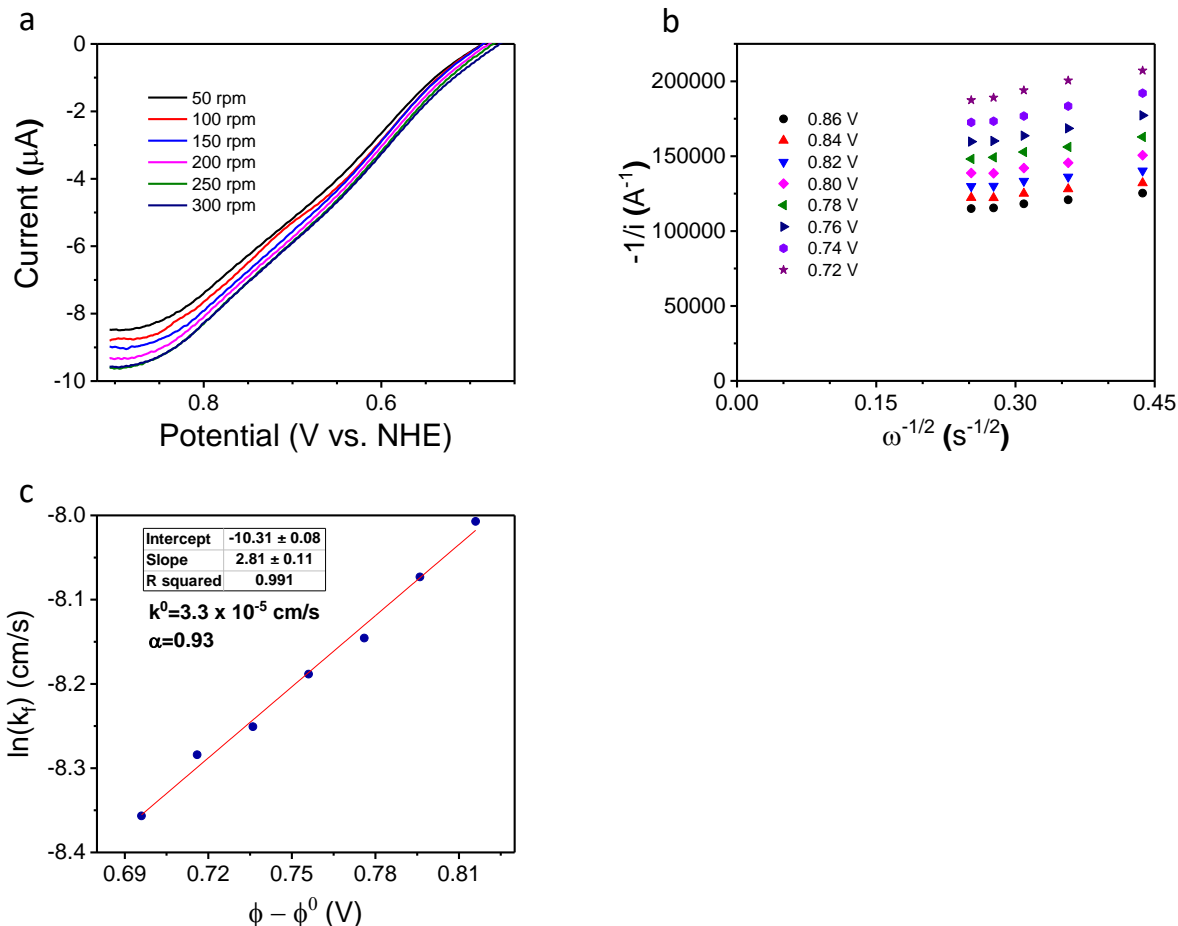 a
0
-2
-4
-6
-8
-10
Current (μA)
50 rpm
100 rpm
150 rpm
200 rpm
250 rpm
300 rpm
0.8 0.6
Potential (V vs. NHE)
b
200000
150000
100000
50000
0
-1/i (A⁻¹)
0.86 V
0.84 V
0.82 V
0.80 V
0.78 V
0.76 V
0.74 V
0.72 V
0.00 0.15 0.30 0.45
ω⁻¹/² (s⁻¹/²)
c
-8.0
-8.1
-8.2
-8.3
-8.4
ln(k_f) (cm/s)
Intercept -10.31 ± 0.08
Slope 2.81 ± 0.11
R squared 0.991
k⁰=3.3 x 10⁻⁵ cm/s
α=0.93
0.69 0.72 0.75 0.78 0.81
ϕ – ϕ⁰ (V)